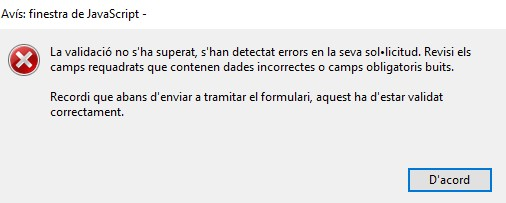 Avís: finestra de JavaScript -
La validació no s'ha superat, s'han detectat errors en la seva sol•licitud. Revisi els
camps requadrats que contenen dades incorrectes o camps obligatoris buits.
Recordi que abans d'enviar a tramitar el formulari, aquest ha d'estar validat
correctament.
D'acord